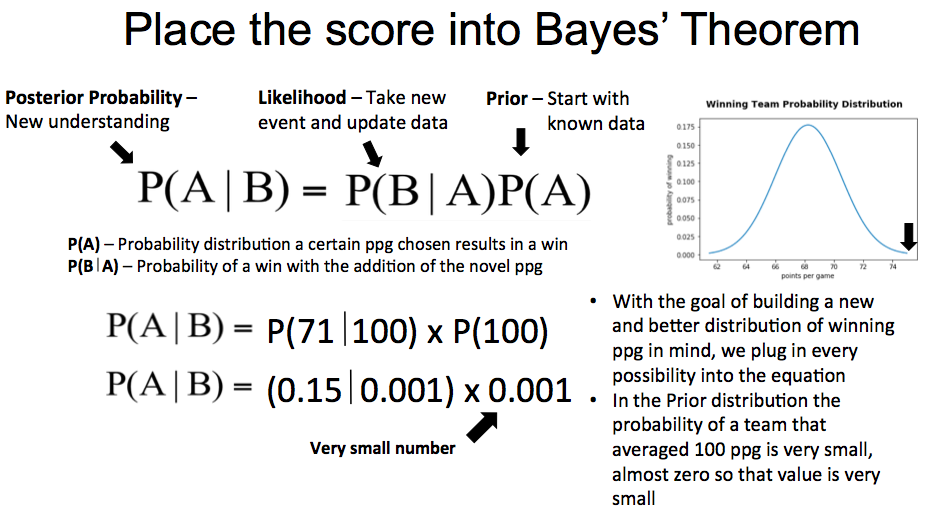 Place the score into Bayes’ Theorem
Posterior Probability –
New understanding
Likelihood – Take new
event and update data
Prior – Start with
known data
P(A | B) = P(B | A)P(A)
P(A) – Probability distribution a certain ppg chosen results in a win
P(B|A) – Probability of a win with the addition of the novel ppg
P(A | B) = P(71|100) x P(100)
P(A | B) = (0.15|0.001) x 0.001
Very small number
Winning Team Probability Distribution
probability of winning
0.175
0.150
0.125
0.100
0.075
0.050
0.025
0.000
62 64 66 68 70 72 74
points per game
• With the goal of building a new
and better distribution of winning
ppg in mind, we plug in every
possibility into the equation
• In the Prior distribution the
probability of a team that
averaged 100 ppg is very small,
almost zero so that value is very
small